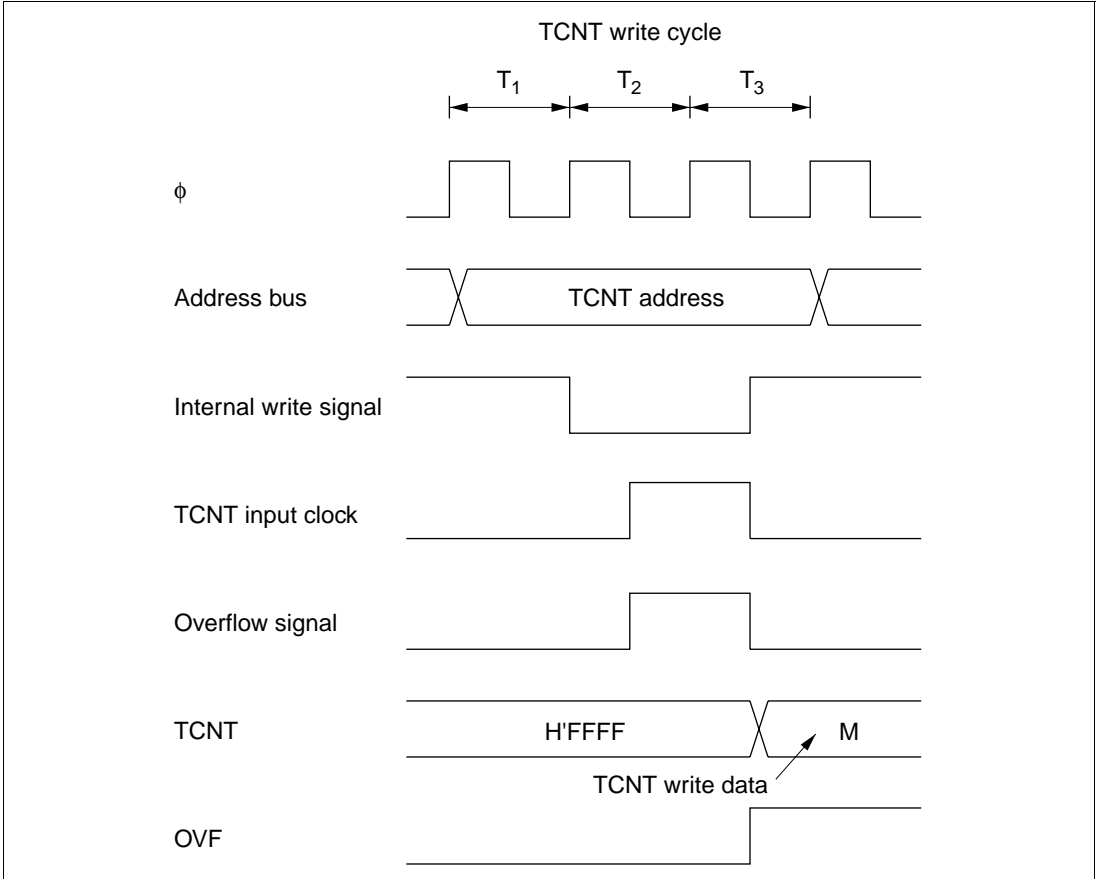 TCNT write cycle
T1 T2 T3
ϕ
Address bus TCNT address
Internal write signal
TCNT input clock
Overflow signal
TCNT H'FFFF M
TCNT write data
OVF